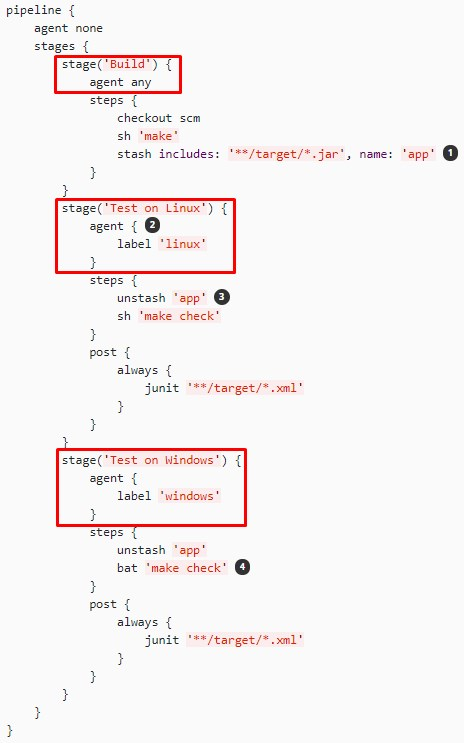 pipeline {
    agent none
    stages {
        stage('Build') {
            agent any
            steps {
                checkout scm
                sh 'make'
                stash includes: '**/target/*.jar', name: 'app' 1
            }
        }
        stage('Test on Linux') {
            agent { 2
                label 'linux'
            }
            steps {
                unstash 'app' 3
                sh 'make check'
            }
            post {
                always {
                    junit '**/target/*.xml'
                }
            }
        }
        stage('Test on Windows') {
            agent {
                label 'windows'
            }
            steps {
                unstash 'app'
                bat 'make check' 4
            }
            post {
                always {
                    junit '**/target/*.xml'
                }
            }
        }
    }
}